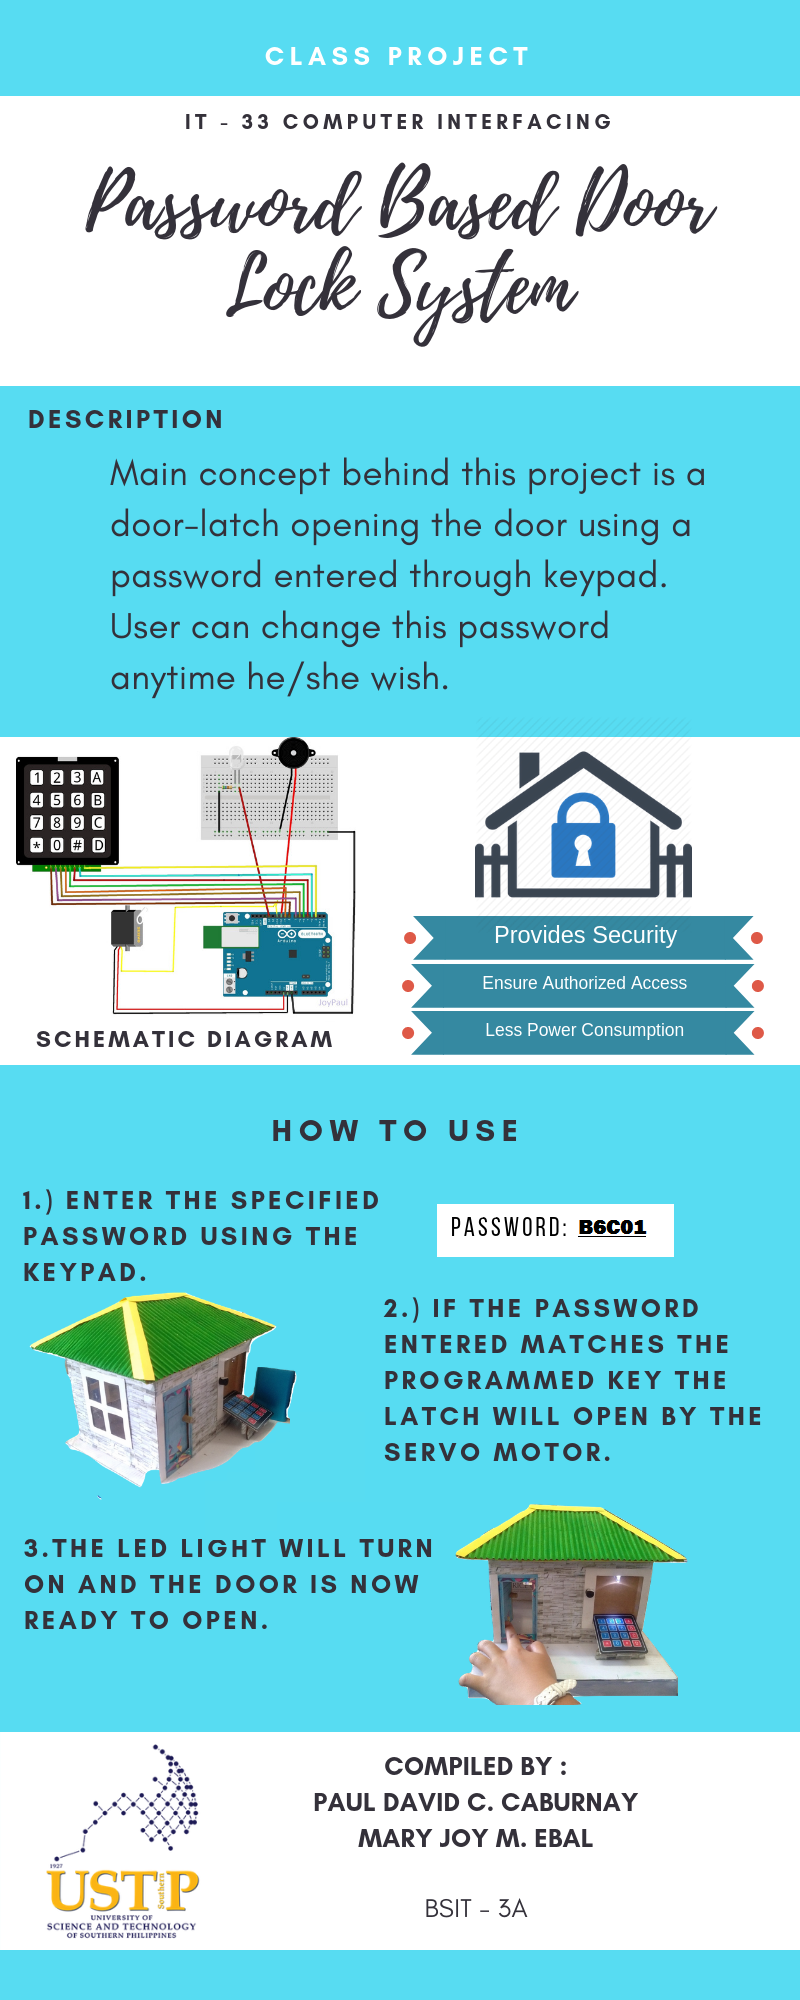 CLASS PROJECT
IT - 33 COMPUTER INTERFACING
Password Based Door
Lock System
DESCRIPTION
Main concept behind this project is a
door-latch opening the door using a
password entered through keypad.
User can change this password
anytime he/she wish.
1 2 3 A
4 5 6 B
7 8 9 C
* 0 # D
Arduino
JoyPaul
SCHEMATIC DIAGRAM
Provides Security
Ensure Authorized Access
Less Power Consumption
HOW TO USE
1.) ENTER THE SPECIFIED
PASSWORD USING THE
KEYPAD.
PASSWORD: B6C01
2.) IF THE PASSWORD
ENTERED MATCHES THE
PROGRAMMED KEY THE
LATCH WILL OPEN BY THE
SERVO MOTOR.
3.THE LED LIGHT WILL TURN
ON AND THE DOOR IS NOW
READY TO OPEN.
1927
USTP
Southern
UNIVERSITY OF
SCIENCE AND TECHNOLOGY
OF SOUTHERN PHILIPPINES
COMPILED BY :
PAUL DAVID C. CABURNAY
MARY JOY M. EBAL
BSIT - 3A